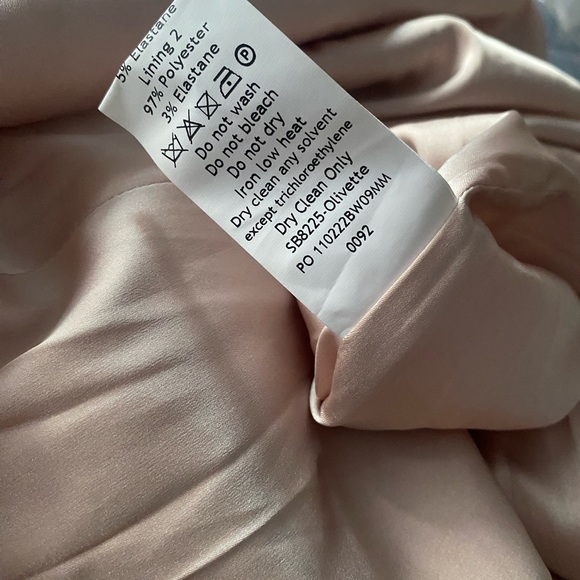 5% Elastane
Lining 2
97% Polyester
3% Elastane
P
Do not wash
Do not bleach
Do not dry
Iron low heat
Dry clean any solvent
except trichloroethylene
Dry Clean Only
SB8225-Olivette
PO 110222BW09MM
0092